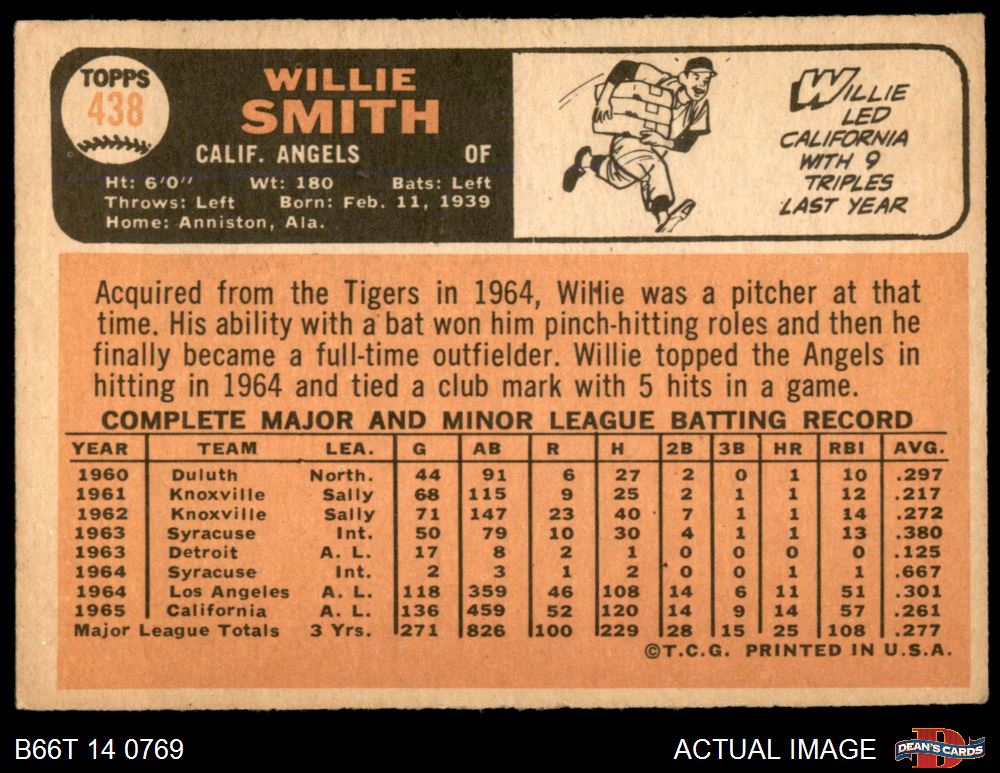 TOPPS
438
WILLIE
SMITH
CALIF. ANGELS OF
Ht: 6'0" Wt: 180 Bats: Left
Throws: Left Born: Feb. 11, 1939
Home: Anniston, Ala.
WILLIE
LED
CALIFORNIA
WITH 9
TRIPLES
LAST YEAR
Acquired from the Tigers in 1964, Willie was a pitcher at that
time. His ability with a bat won him pinch-hitting roles and then he
finally became a full-time outfielder. Willie topped the Angels in
hitting in 1964 and tied a club mark with 5 hits in a game.
COMPLETE MAJOR AND MINOR LEAGUE BATTING RECORD
YEAR TEAM LEA. G AB R H 2B 3B HR RBI AVG.
1960 Duluth North. 44 91 6 27 2 0 1 10 .297
1961 Knoxville Sally 68 115 9 25 2 1 1 12 .217
1962 Knoxville Sally 71 147 23 40 7 1 1 14 .272
1963 Syracuse Int. 50 79 10 30 4 1 1 13 .380
1963 Detroit A. L. 17 8 2 1 0 0 0 0 .125
1964 Syracuse Int. 2 3 1 2 0 0 1 1 .667
1964 Los Angeles A. L. 118 359 46 108 14 6 11 51 .301
1965 California A. L. 136 459 52 120 14 9 14 57 .261
Major League Totals 3 Yrs. 271 826 100 229 28 15 25 108 .277
©T.C.G. PRINTED IN U.S.A.
B66T 14 0769
ACTUAL IMAGE
D
DEAN'S CARDS